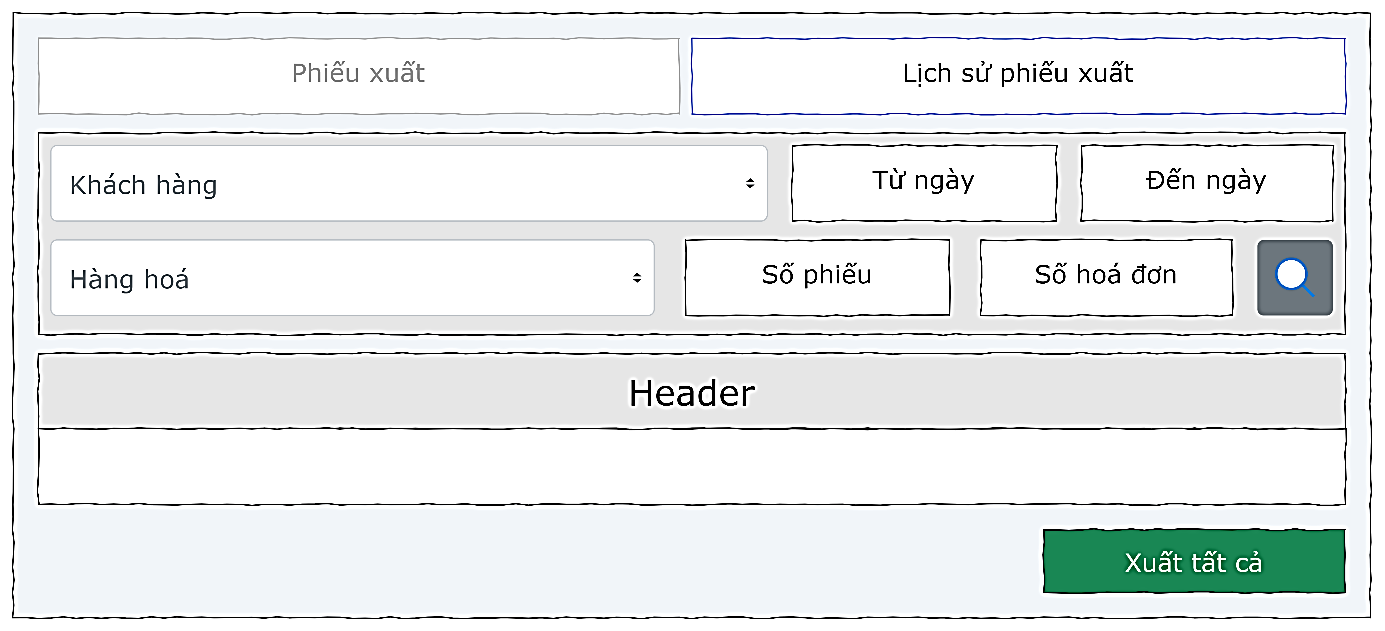 Phiếu xuất
Lịch sử phiếu xuất
Khách hàng
Từ ngày
Đến ngày
Hàng hoá
Số phiếu
Số hoá đơn
Header
Xuất tất cả